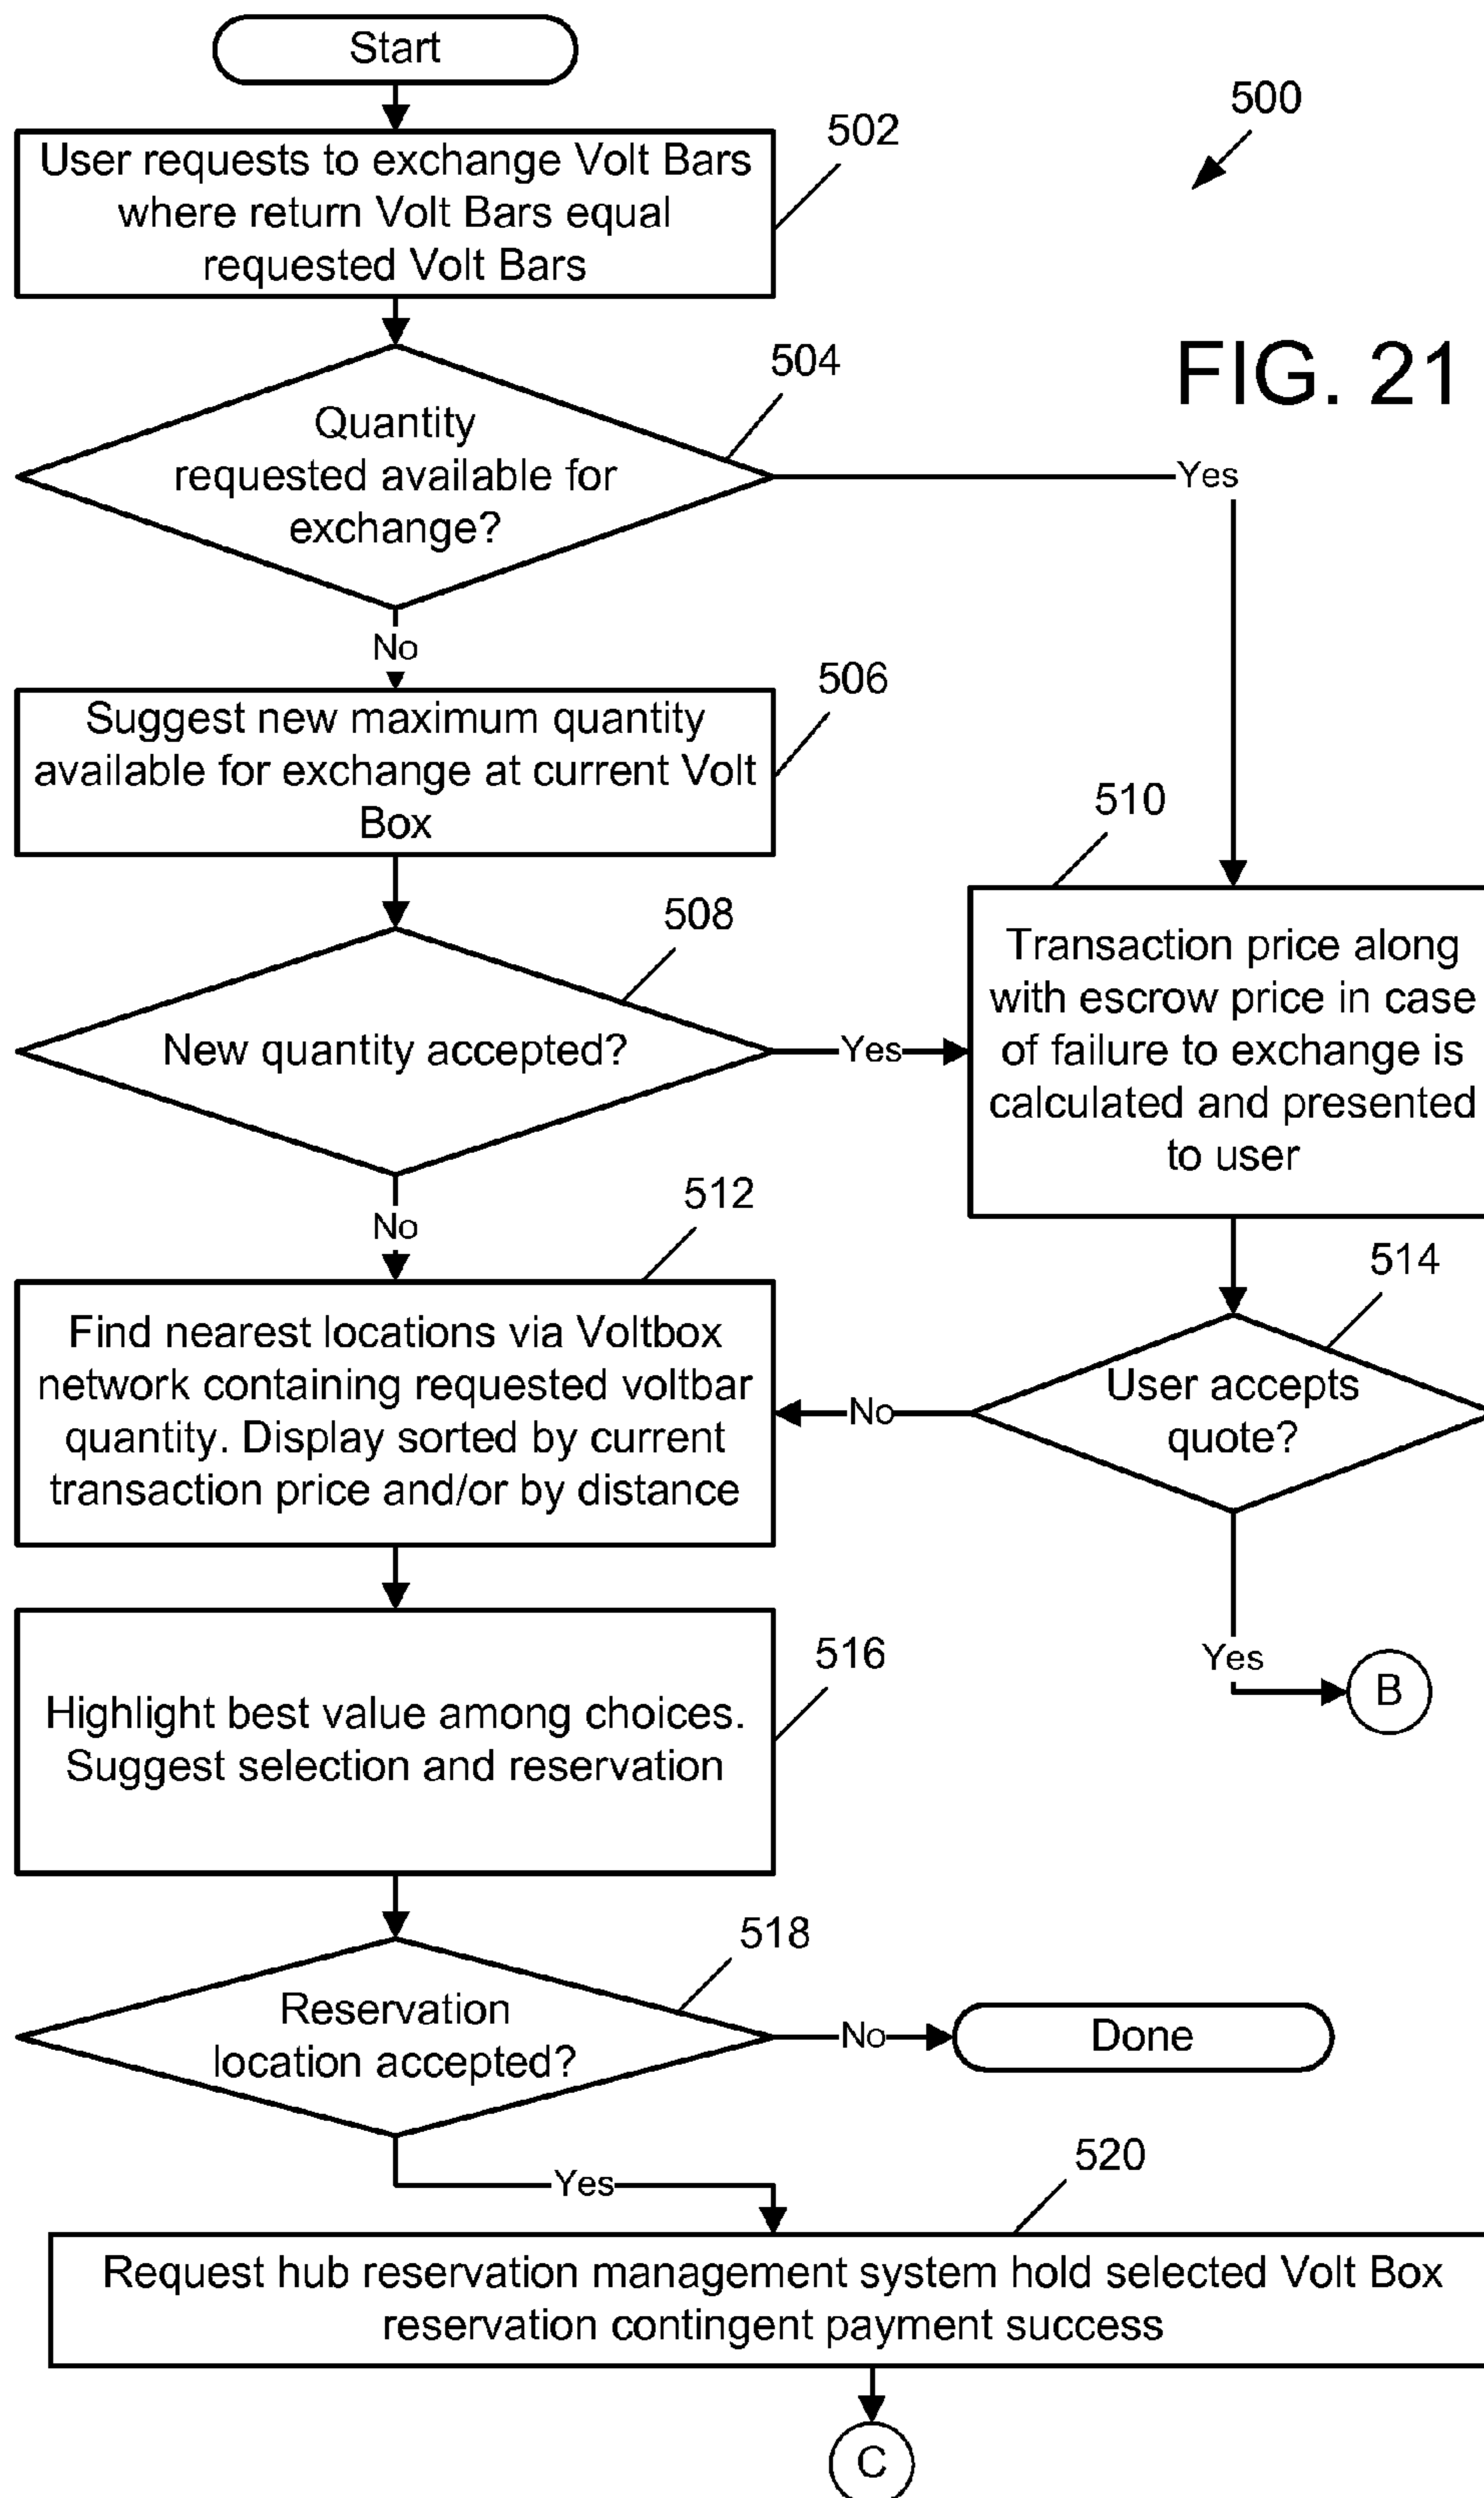 Start
500
502
User requests to exchange Volt Bars
where return Volt Bars equal
requested Volt Bars
FIG. 21
504
Quantity
requested available for
exchange?
Yes
No
506
Suggest new maximum quantity
available for exchange at current Volt
Box
510
Transaction price along
with escrow price in case
of failure to exchange is
calculated and presented
to user
508
New quantity accepted?
Yes
No
512
Find nearest locations via Voltbox
network containing requested voltbar
quantity. Display sorted by current
transaction price and/or by distance
514
User accepts
quote?
No
Yes
B
516
Highlight best value among choices.
Suggest selection and reservation
518
Reservation
location accepted?
No
Done
Yes
520
Request hub reservation management system hold selected Volt Box
reservation contingent payment success
C